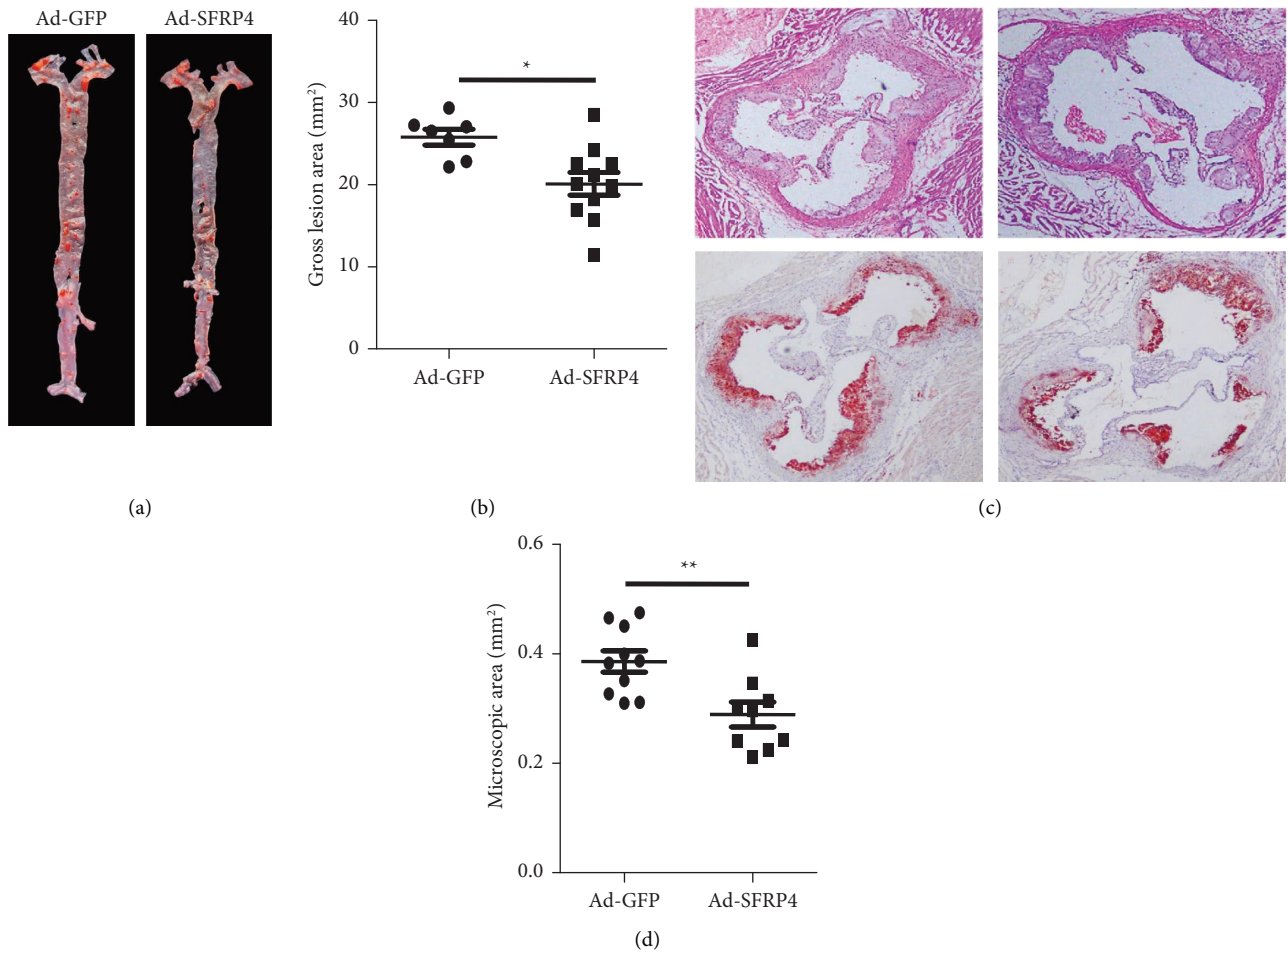 Ad-GFP Ad-SFRP4
(a)
Gross lesion area (mm²)
40
30
20
10
0
*
Ad-GFP Ad-SFRP4
(b)
(c)
Microscopic area (mm²)
0.6
0.4
0.2
0.0
**
Ad-GFP Ad-SFRP4
(d)